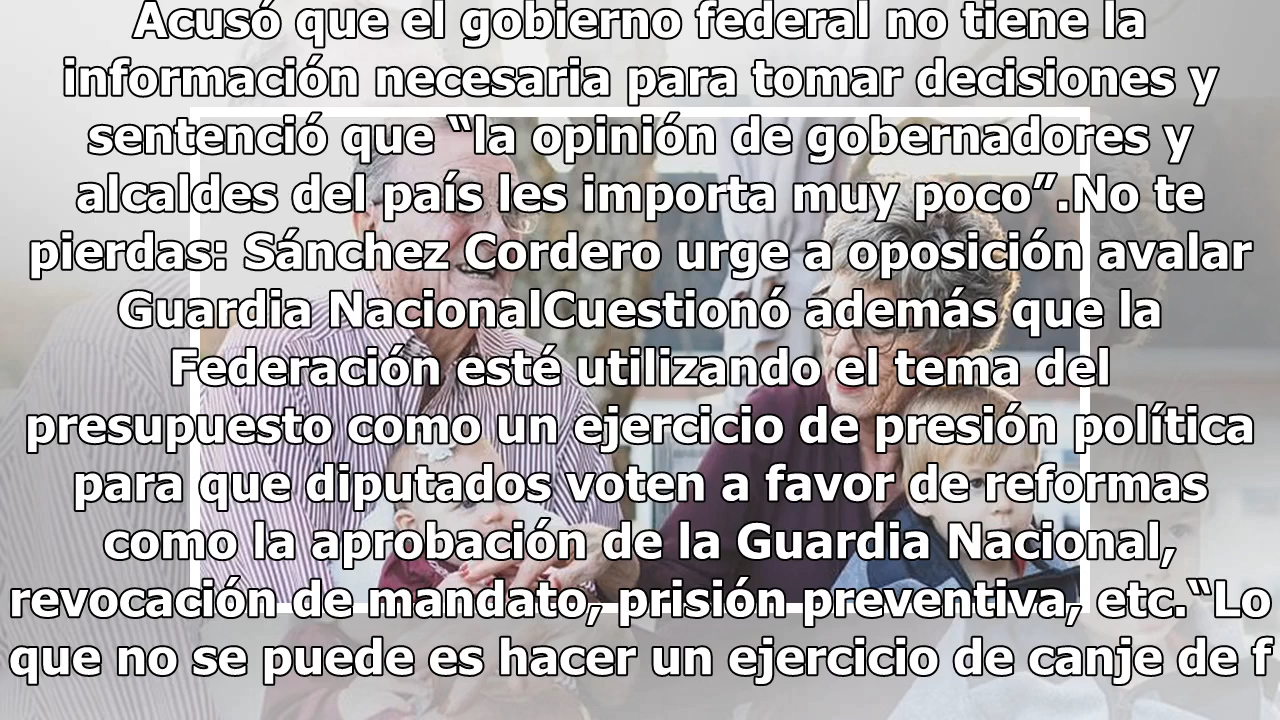 Acusó que el gobierno federal no tiene la
información necesaria para tomar decisiones y
sentenció que “la opinión de gobernadores y
alcaldes del país les importa muy poco”.No te
pierdas: Sánchez Cordero urge a oposición avalar
Guardia NacionalCuestionó además que la
Federación esté utilizando el tema del
presupuesto como un ejercicio de presión política
para que diputados voten a favor de reformas
como la aprobación de la Guardia Nacional,
revocación de mandato, prisión preventiva, etc.“Lo
que no se puede es hacer un ejercicio de canje de f